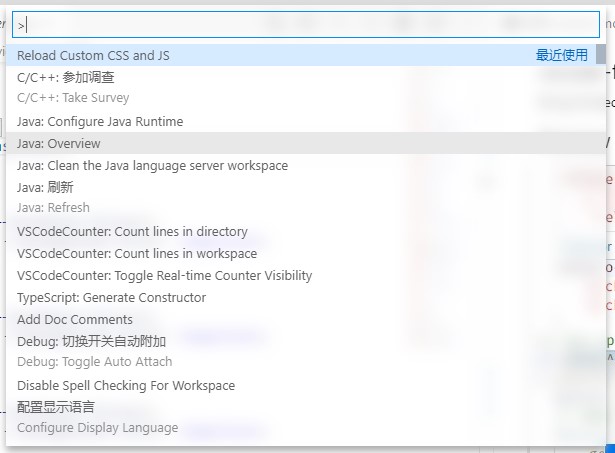 >
Reload Custom CSS and JS 最近使用
C/C++: 参加调查
C/C++: Take Survey
Java: Configure Java Runtime
Java: Overview
Java: Clean the Java language server workspace
Java: 刷新
Java: Refresh
VSCodeCounter: Count lines in directory
VSCodeCounter: Count lines in workspace
VSCodeCounter: Toggle Real-time Counter Visibility
TypeScript: Generate Constructor
Add Doc Comments
Debug: 切换开关自动附加
Debug: Toggle Auto Attach
Disable Spell Checking For Workspace
配置显示语言
Configure Display Language